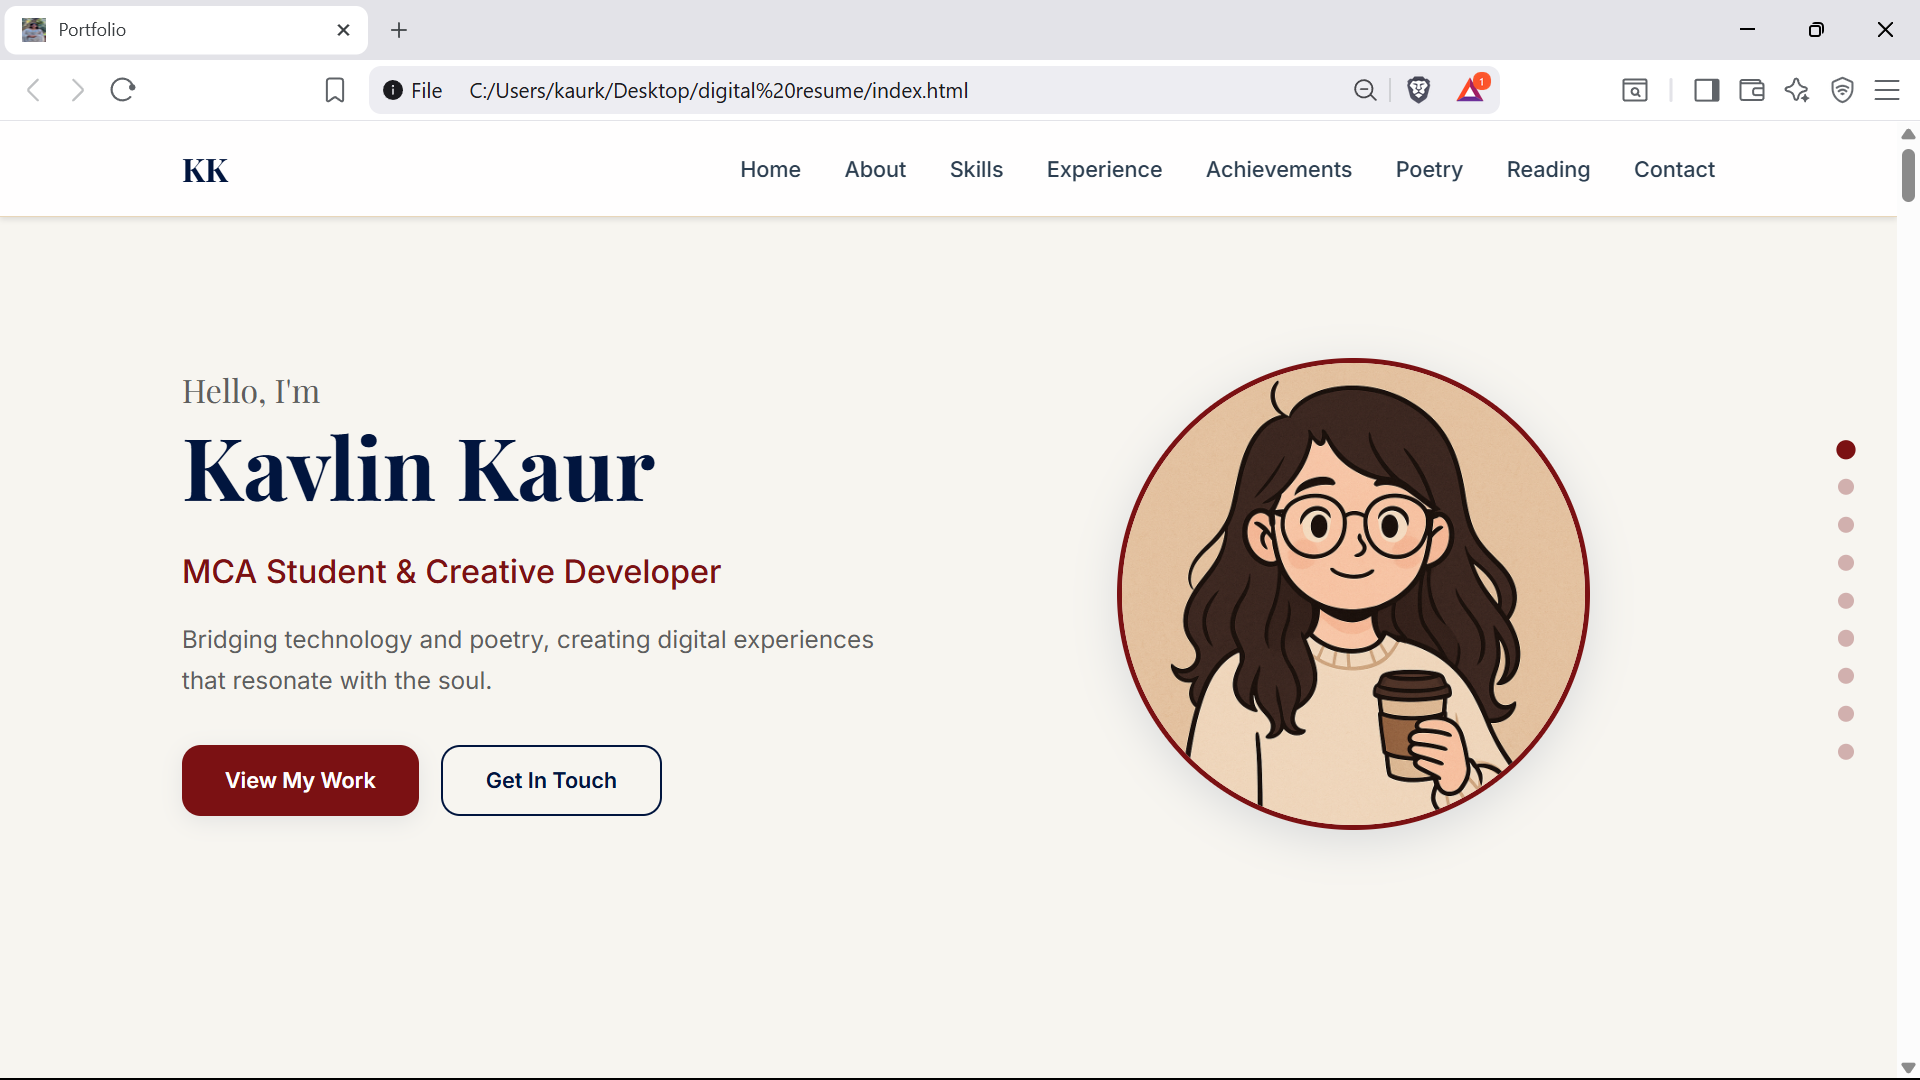 Portfolio
File C:/Users/kaurk/Desktop/digital%20resume/index.html
1
KK
Home About Skills Experience Achievements Poetry Reading Contact
Hello, I'm
Kavlin Kaur
MCA Student & Creative Developer
Bridging technology and poetry, creating digital experiences
that resonate with the soul.
View My Work Get In Touch